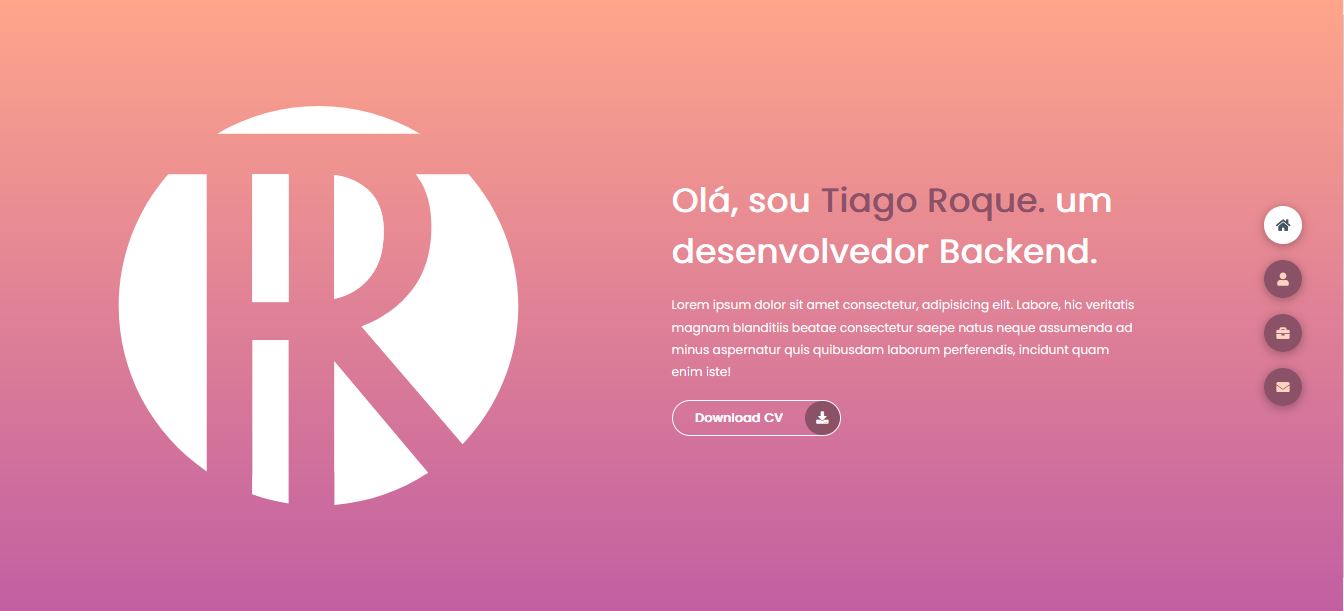 TR
Olá, sou Tiago Roque. um
desenvolvedor Backend.
Lorem ipsum dolor sit amet consectetur, adipisicing elit. Labore, hic veritatis
magnam blanditiis beatae consectetur saepe natus neque assumenda ad
minus aspernatur quis quibusdam laborum perferendis, incidunt quam
enim iste!
Download CV